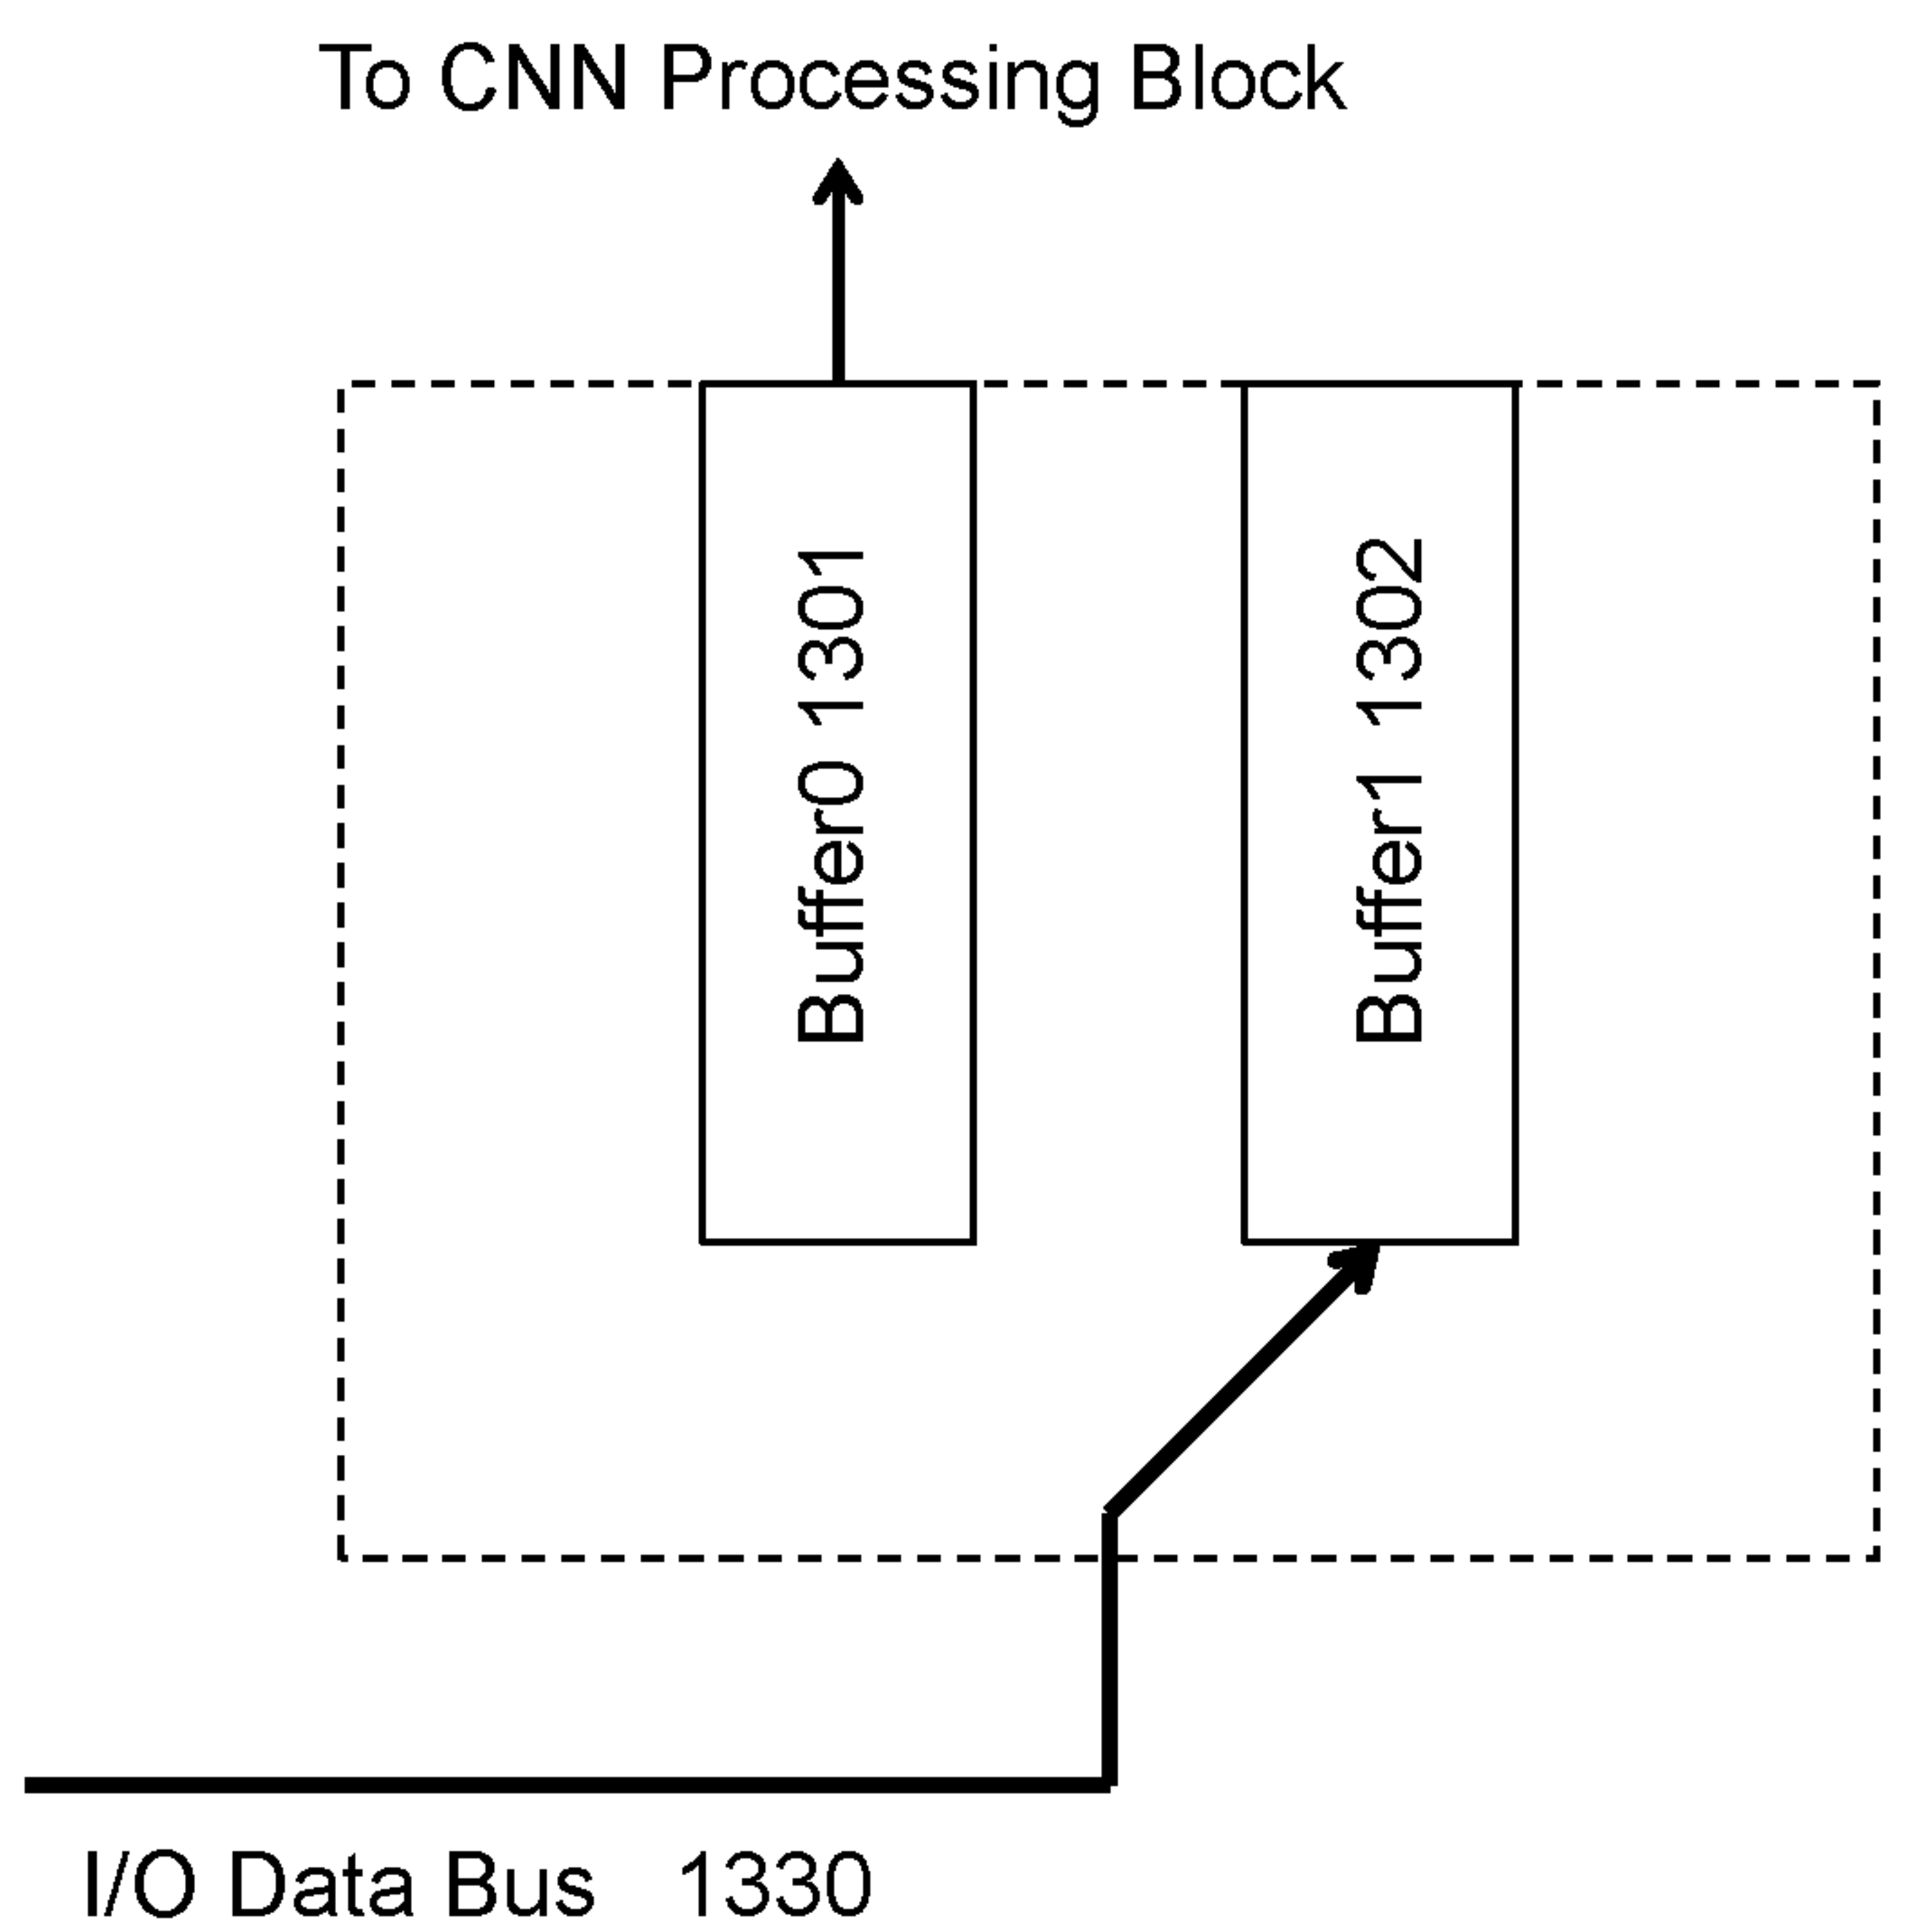 To CNN Processing Block
Buffer0 1301
Buffer1 1302
I/O Data Bus 1330